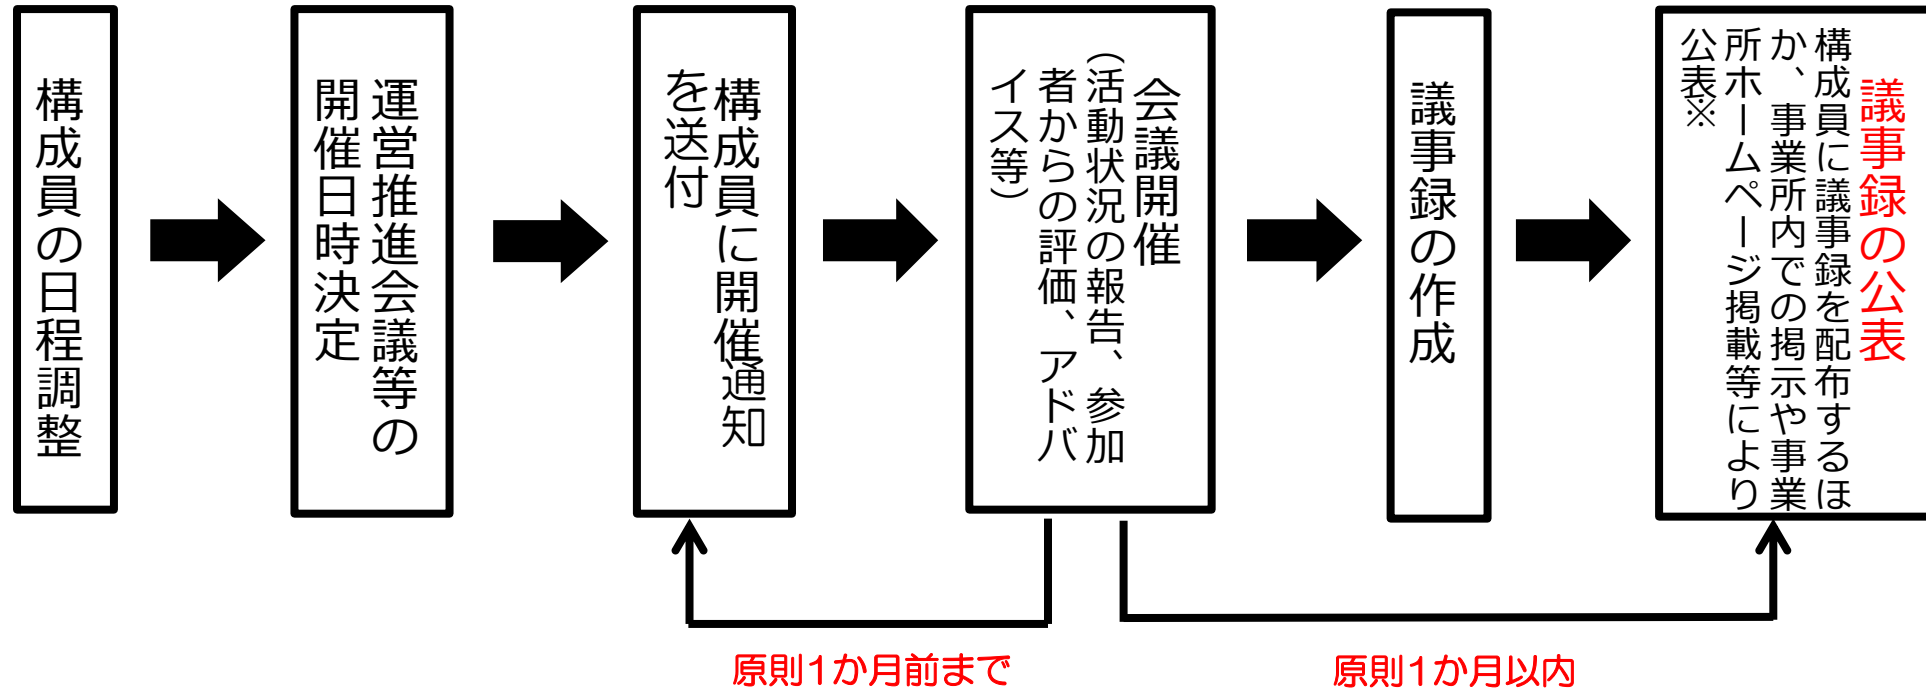 構成員の日程調整
運営推進会議等の
開催日時決定
構成員に開催通知
を送付
会議開催
（活動状況の報告、参加
者からの評価、アドバ
イス等）
議事録の作成
議事録の公表
構成員に議事録を配布するほ
か、事業所内での掲示や事業
所ホームページ掲載等により
公表※
原則1か月前まで
原則1か月以内